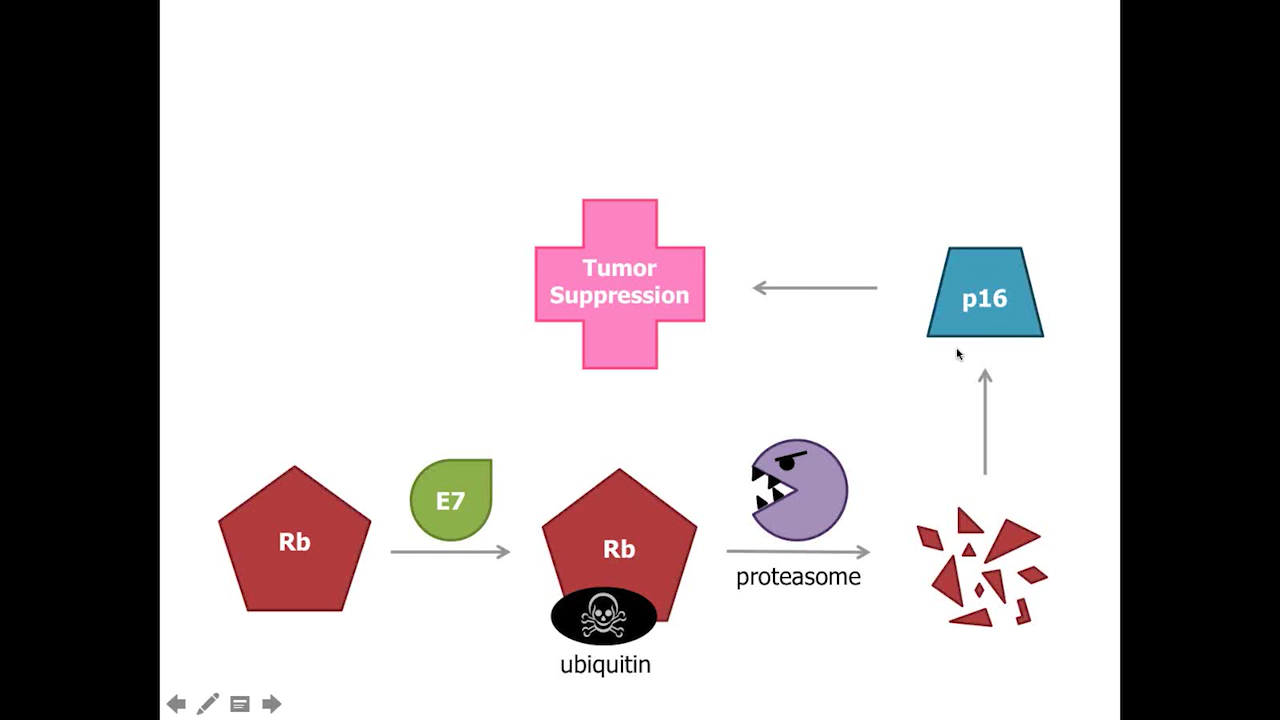 Tumor
Suppression
p16
E7
Rb
Rb
proteasome
ubiquitin